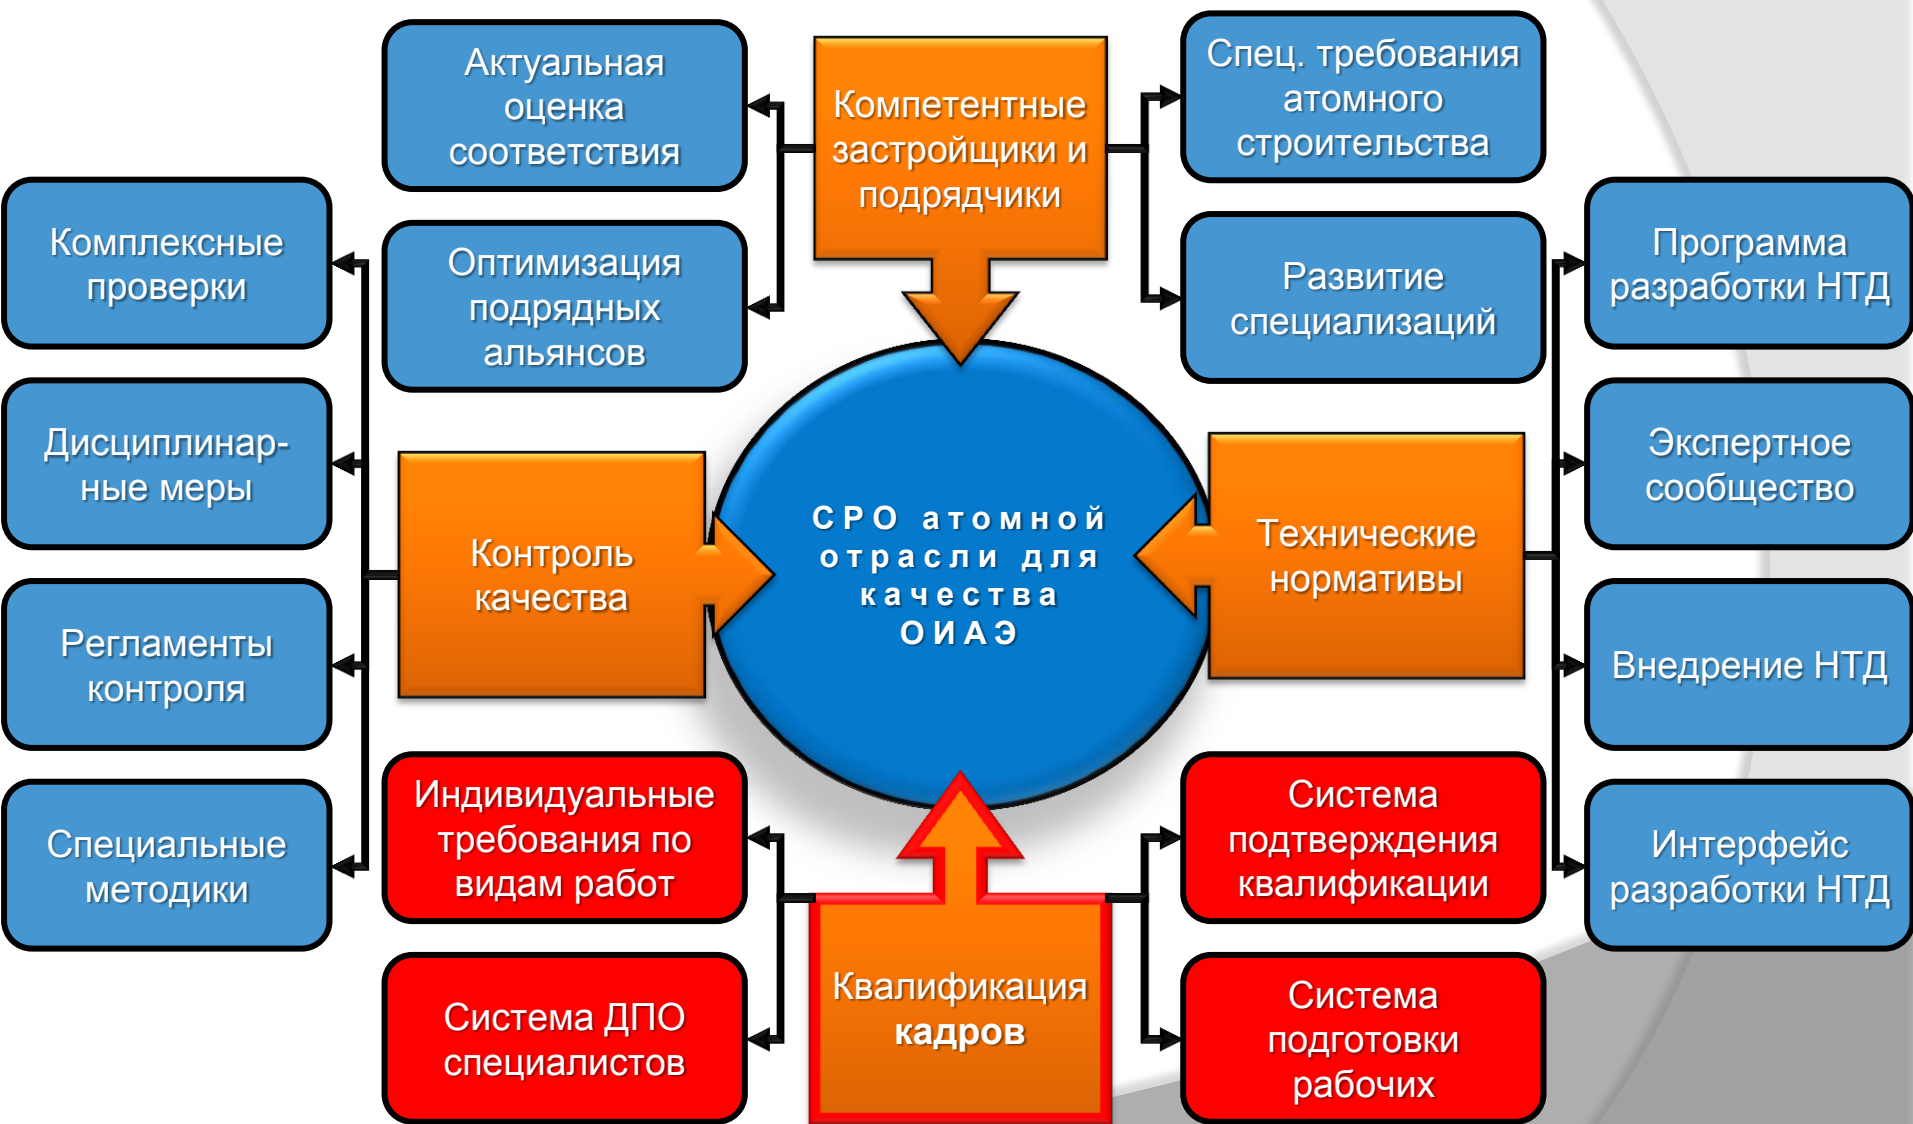 Актуальная
оценка
соответствия
Компетентные
застройщики и
подрядчики
Спец. требования
атомного
строительства
Комплексные
проверки
Оптимизация
подрядных
альянсов
Развитие
специализаций
Программа
разработки НТД
Дисциплинар-
ные меры
Экспертное
сообщество
Контроль
качества
СРО атомной
отрасли для
качества
ОИАЭ
Технические
нормативы
Регламенты
контроля
Внедрение НТД
Специальные
методики
Индивидуальные
требования по
видам работ
Система
подтверждения
квалификации
Интерфейс
разработки НТД
Система ДПО
специалистов
Квалификация
кадров
Система
подготовки
рабочих